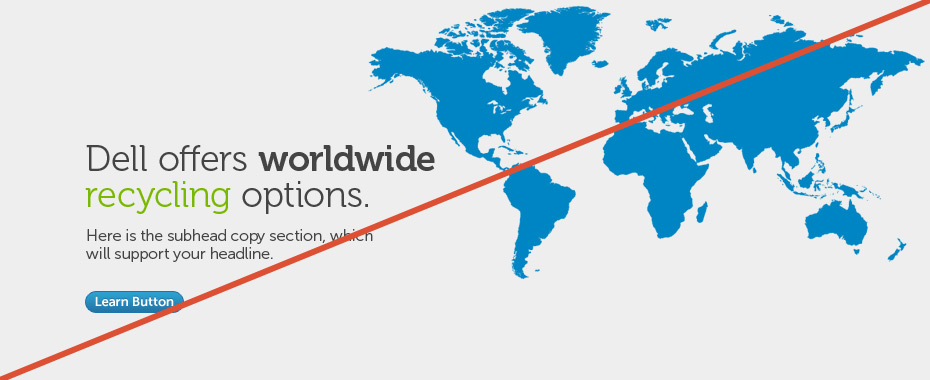 Dell offers worldwide
recycling options.
Here is the subhead copy section, which
will support your headline.
Learn Button